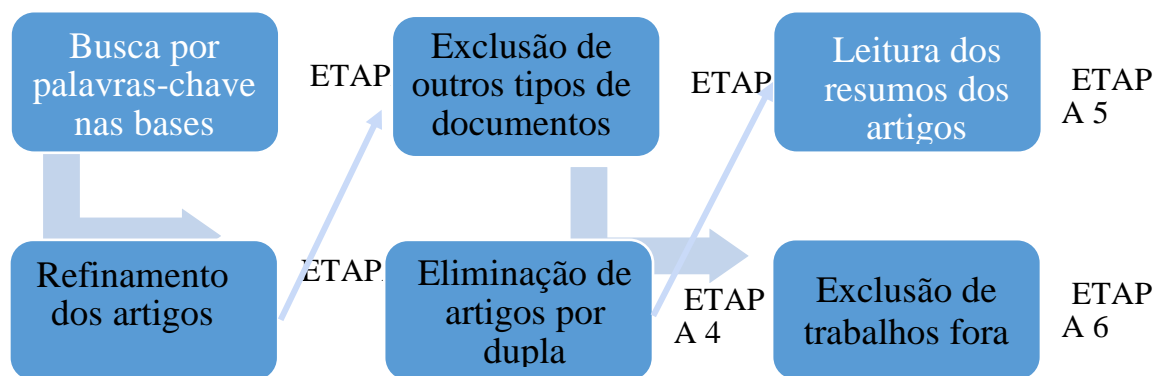 Busca por
palavras-chave
nas bases
ETAP
Exclusão de
outros tipos de
documentos
ETAP
Leitura dos
resumos dos
artigos
ETAP
A 5
Refinamento
dos artigos
ETAP
Eliminação de
artigos por
dupla
ETAP
A 4
Exclusão de
trabalhos fora
ETAP
A 6